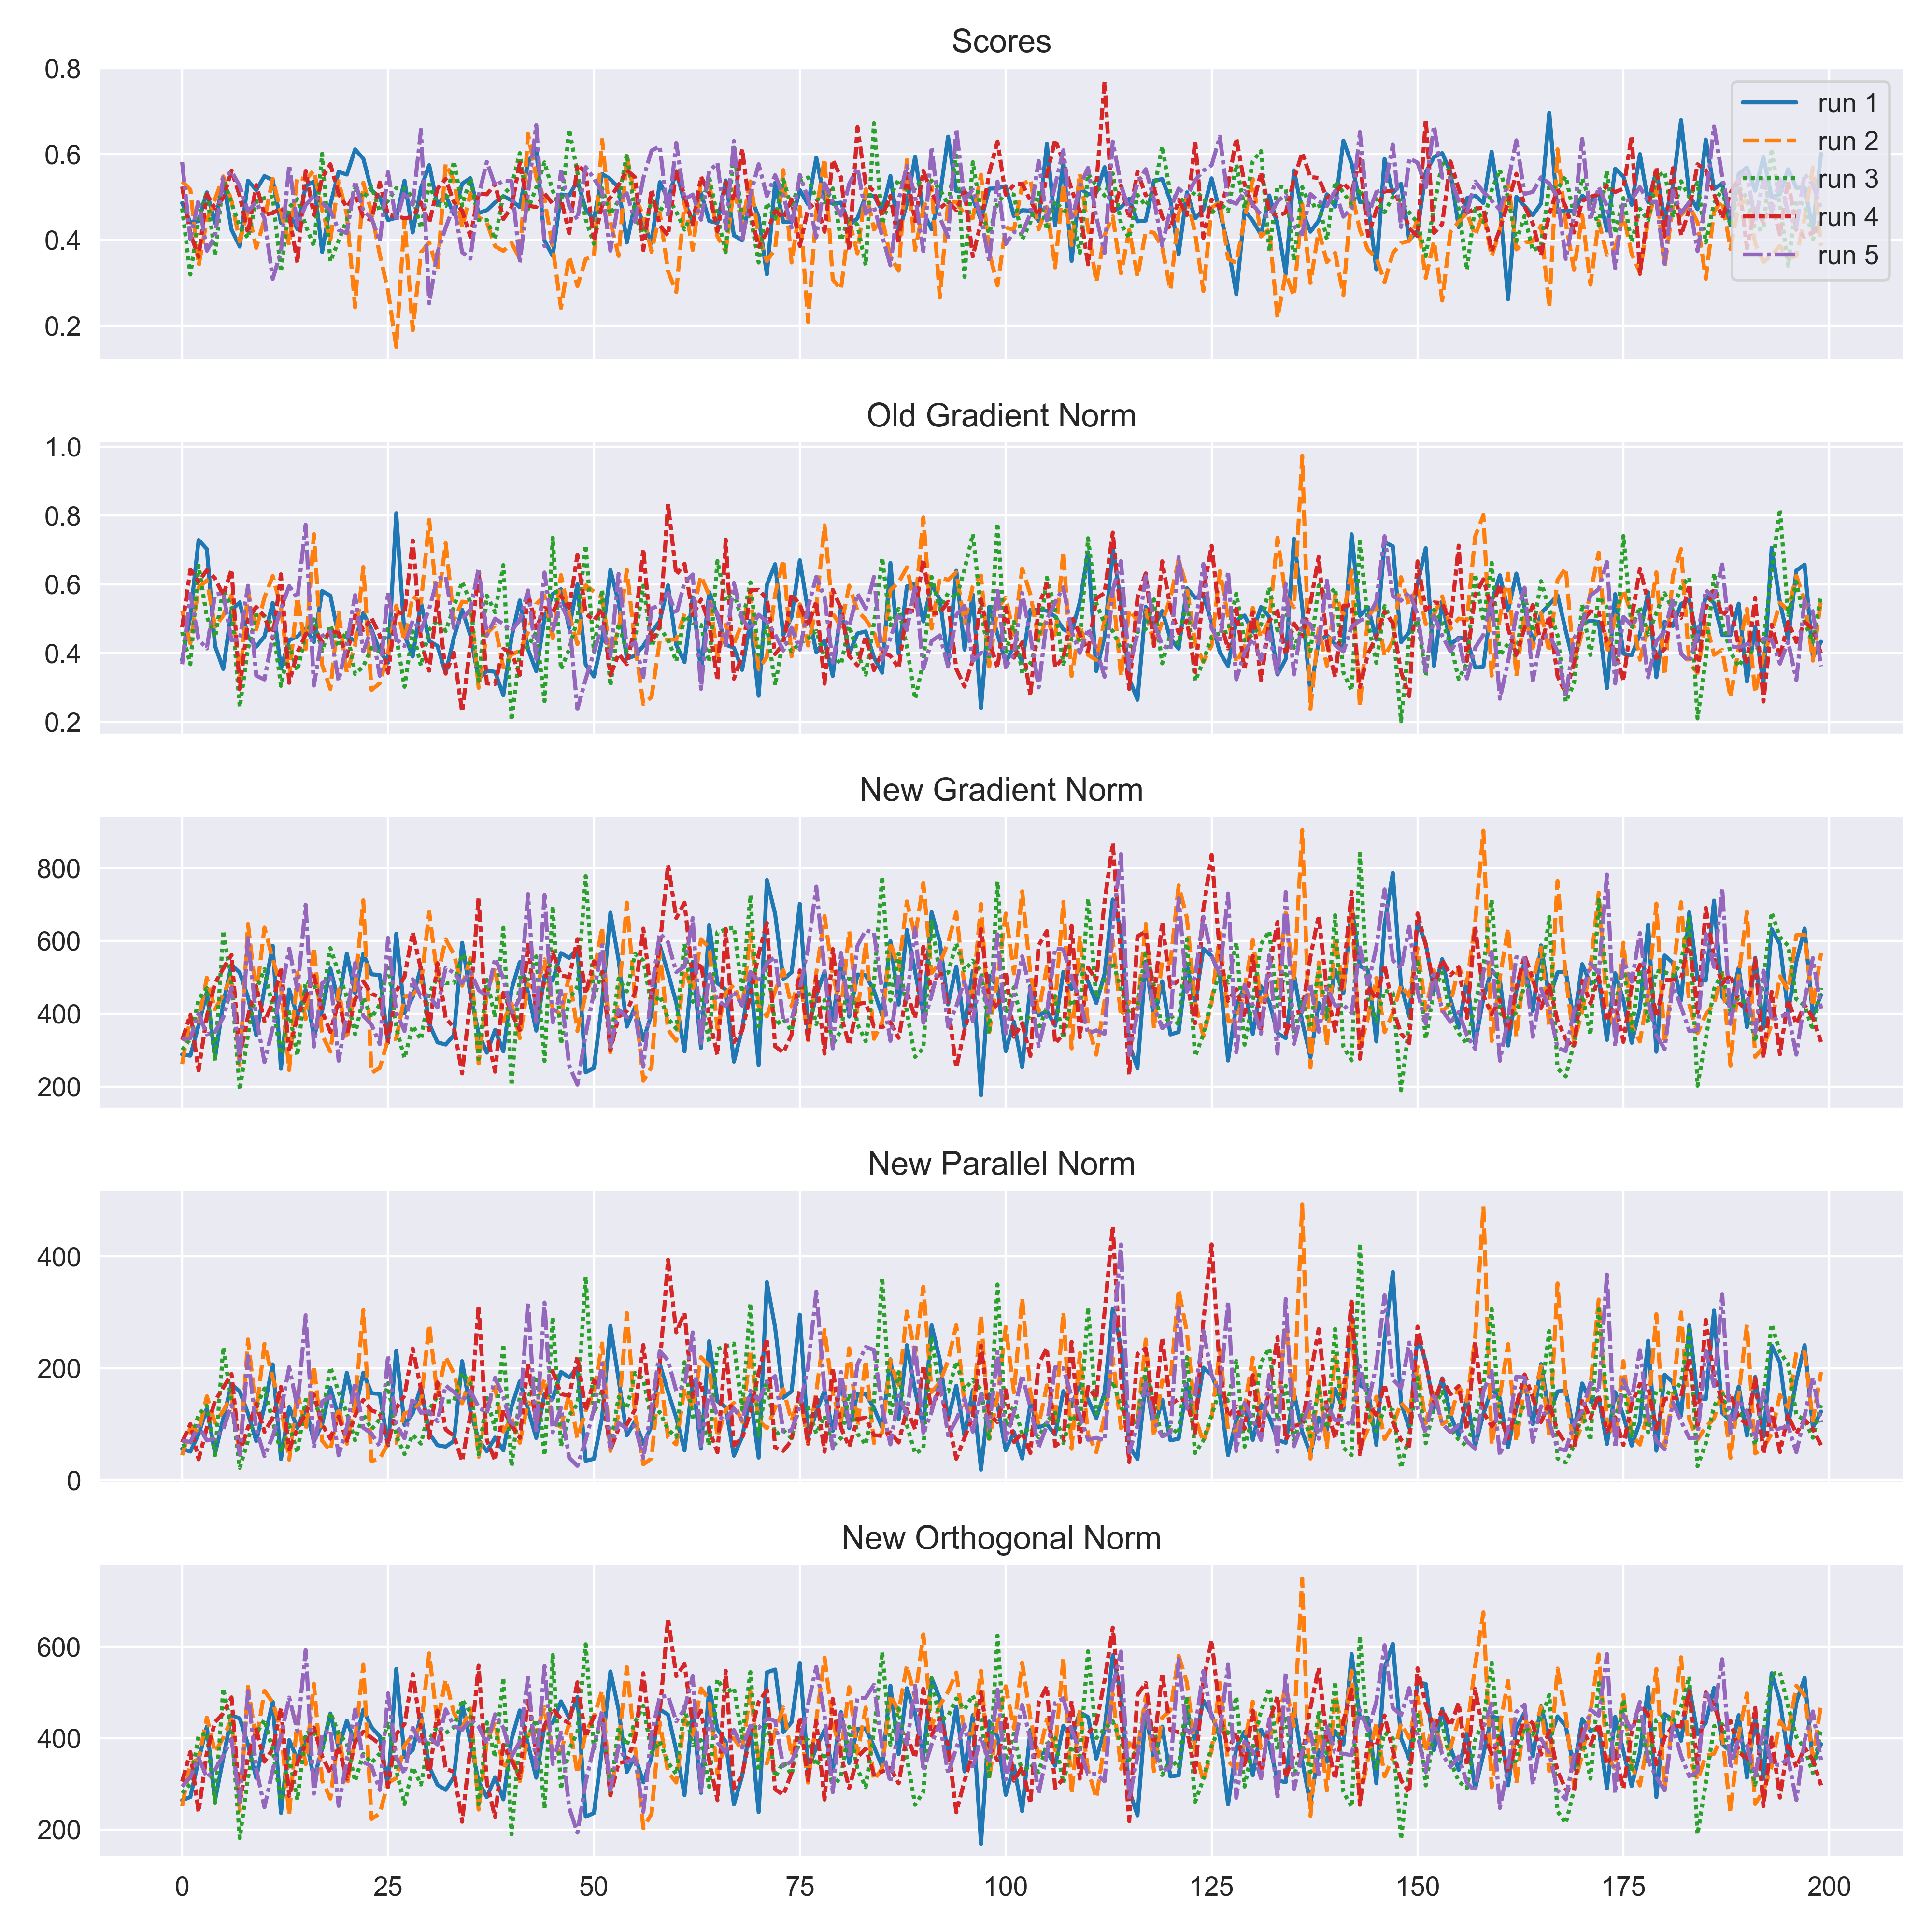 Scores
0.8
0.6
0.4
0.2
run 1
run 2
run 3
run 4
run 5
Old Gradient Norm
1.0
0.8
0.6
0.4
0.2
New Gradient Norm
800
600
400
200
New Parallel Norm
400
200
0
New Orthogonal Norm
600
400
200
0 25 50 75 100 125 150 175 200